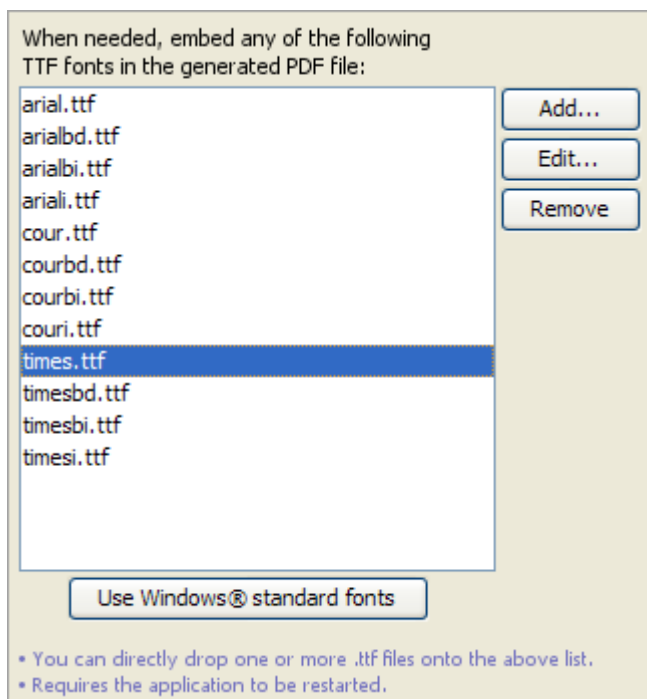 When needed, embed any of the following
TTF fonts in the generated PDF file:
arial.ttf
Add...
arialbd.ttf
Edit...
arialbi.ttf
ariali.ttf
Remove
cour.ttf
courbd.ttf
courbi.ttf
couri.ttf
times.ttf
timesbd.ttf
timesbi.ttf
timesi.ttf
Use Windows® standard fonts
• You can directly drop one or more .ttf files onto the above list.
• Requires the application to be restarted.